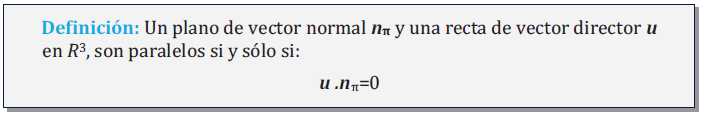 Definición: Un plano de vector normal nπ y una recta de vector director u
en R³, son paralelos si y sólo si:
u .nπ=0